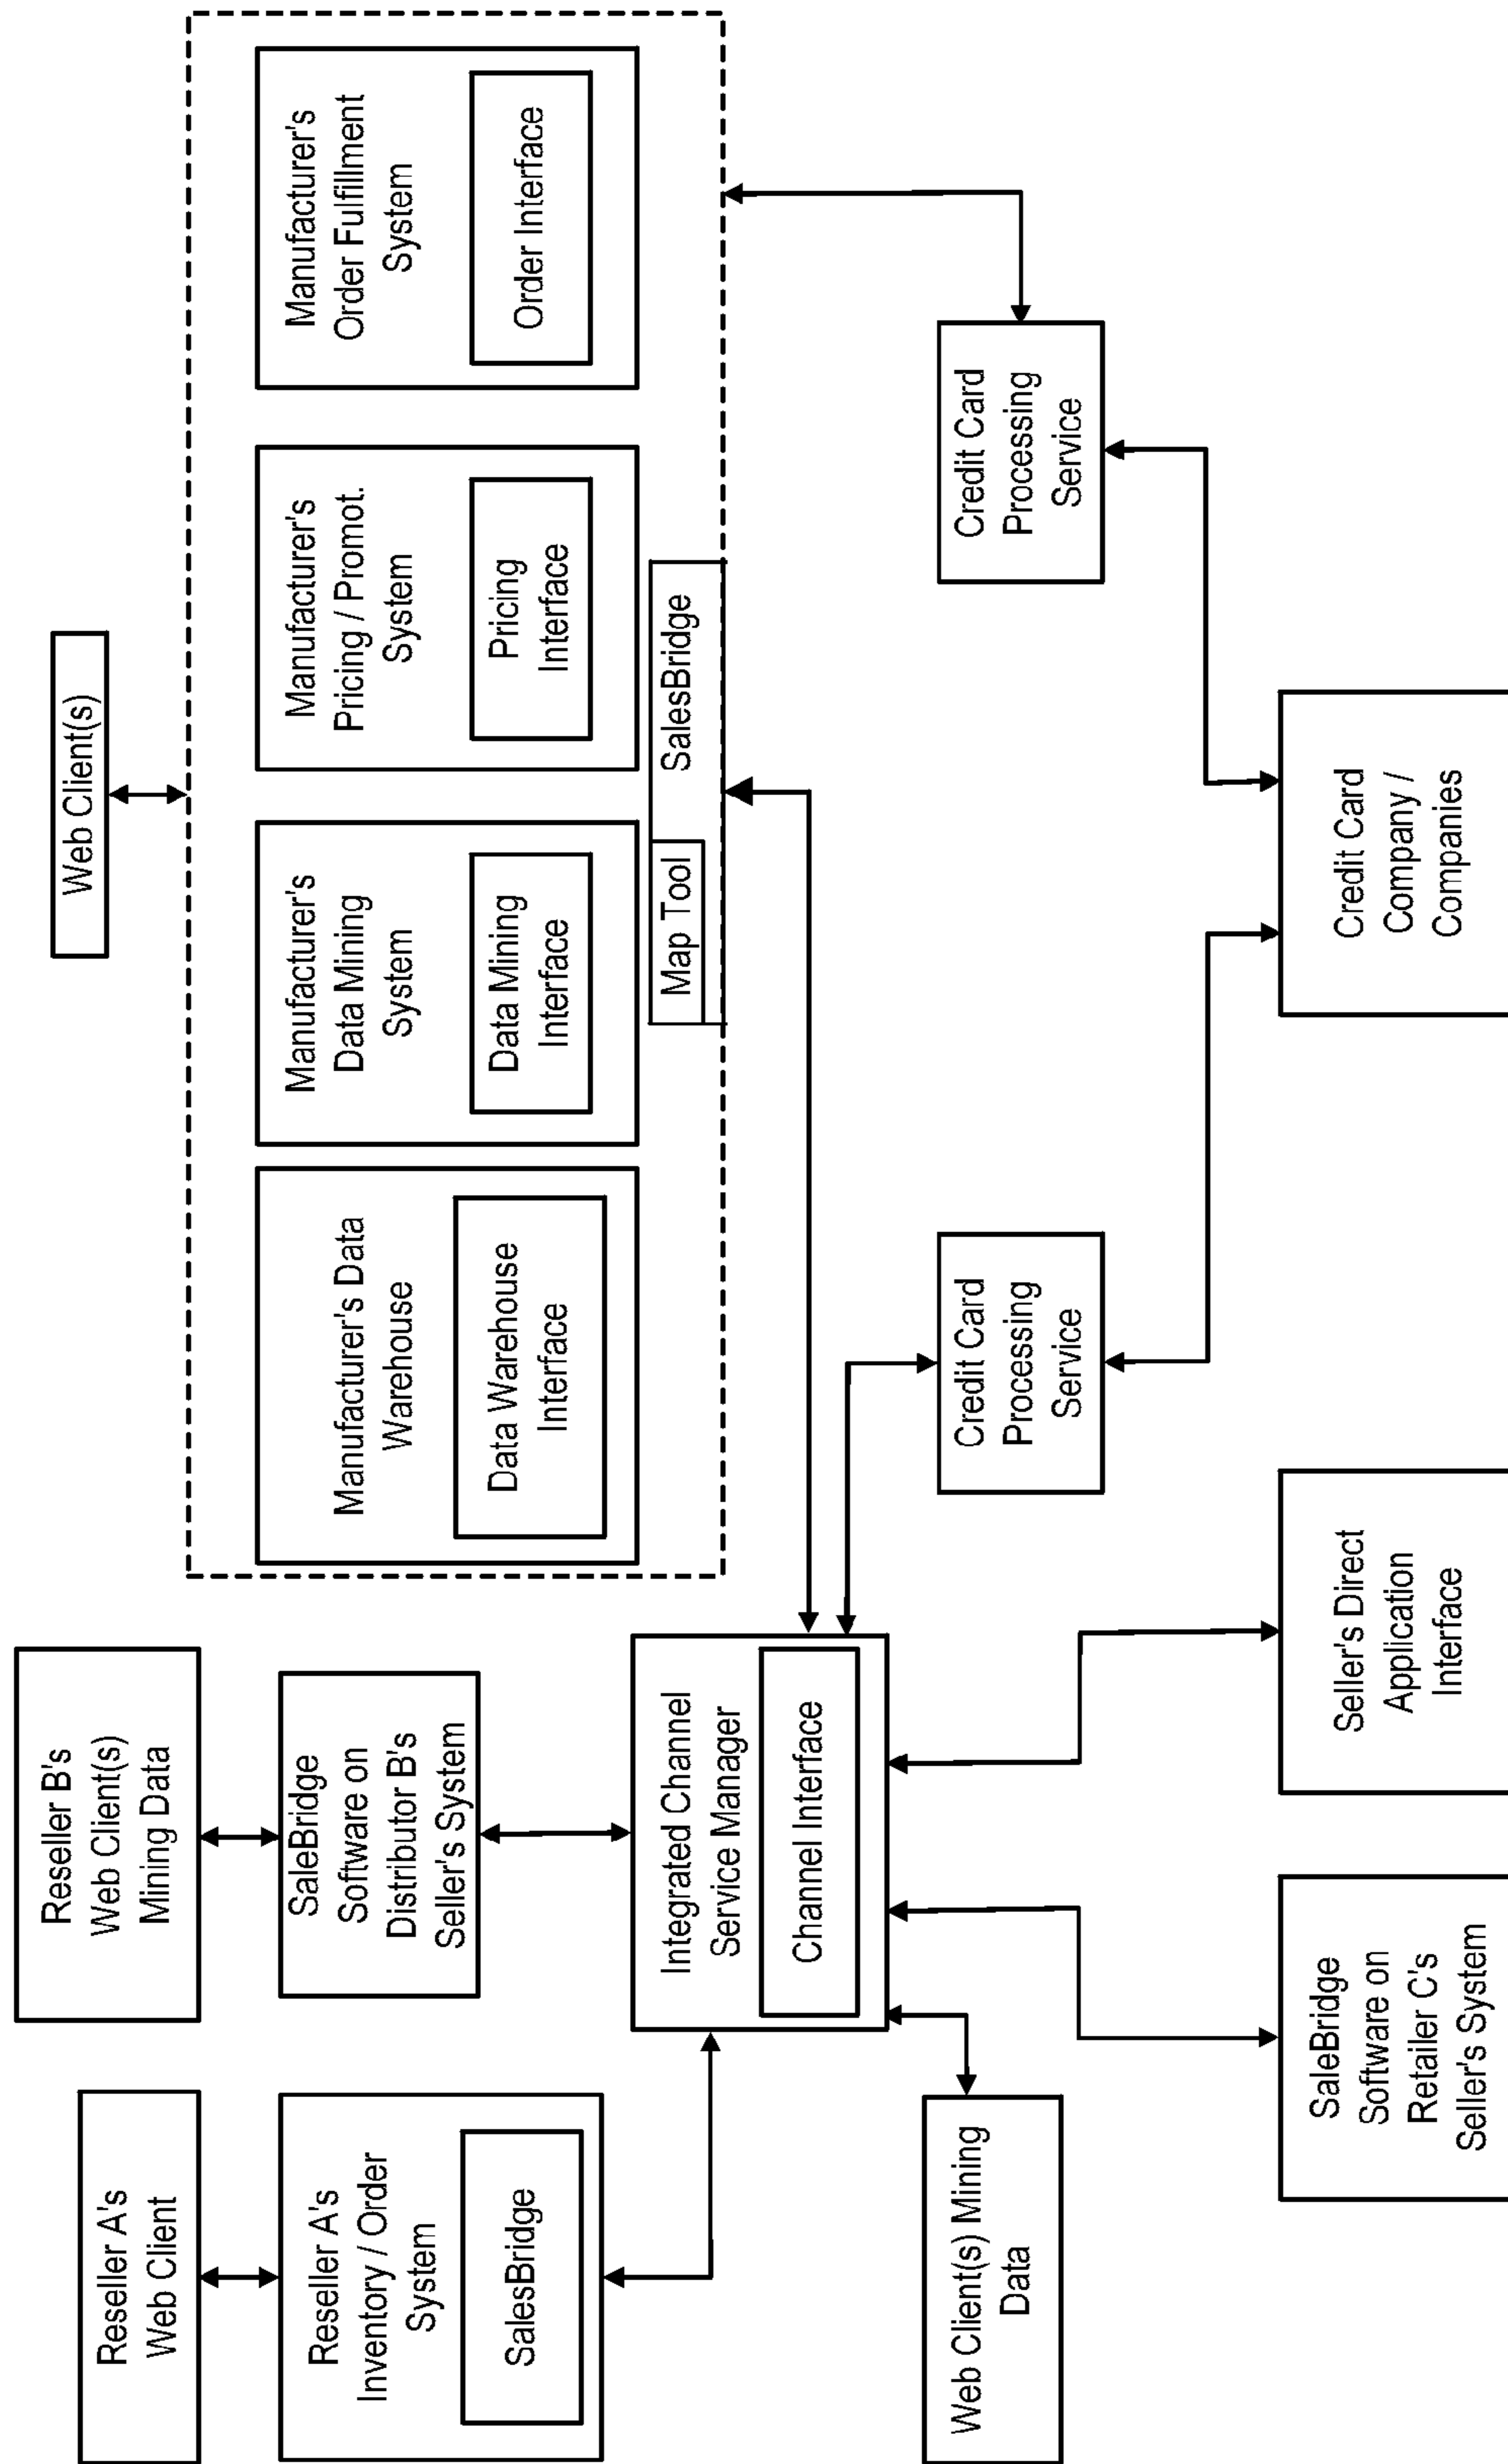 Reseller A's
Web Client
Reseller B's
Web Client(s)
Mining Data
Web Client(s)
Reseller A's
Inventory / Order
System
SalesBridge
SaleBridge
Software on
Distributor B's
Seller's System
Manufacturer's Data
Warehouse
Data Warehouse
Interface
Manufacturer's
Data Mining
System
Data Mining
Interface
Manufacturer's
Pricing / Promot.
System
Pricing
Interface
Manufacturer's
Order Fulfillment
System
Order Interface
Map Tool
SalesBridge
Integrated Channel
Service Manager
Channel Interface
Web Client(s) Mining
Data
Credit Card
Processing
Service
Credit Card
Processing
Service
SaleBridge
Software on
Retailer C's
Seller's System
Seller's Direct
Application
Interface
Credit Card
Company /
Companies